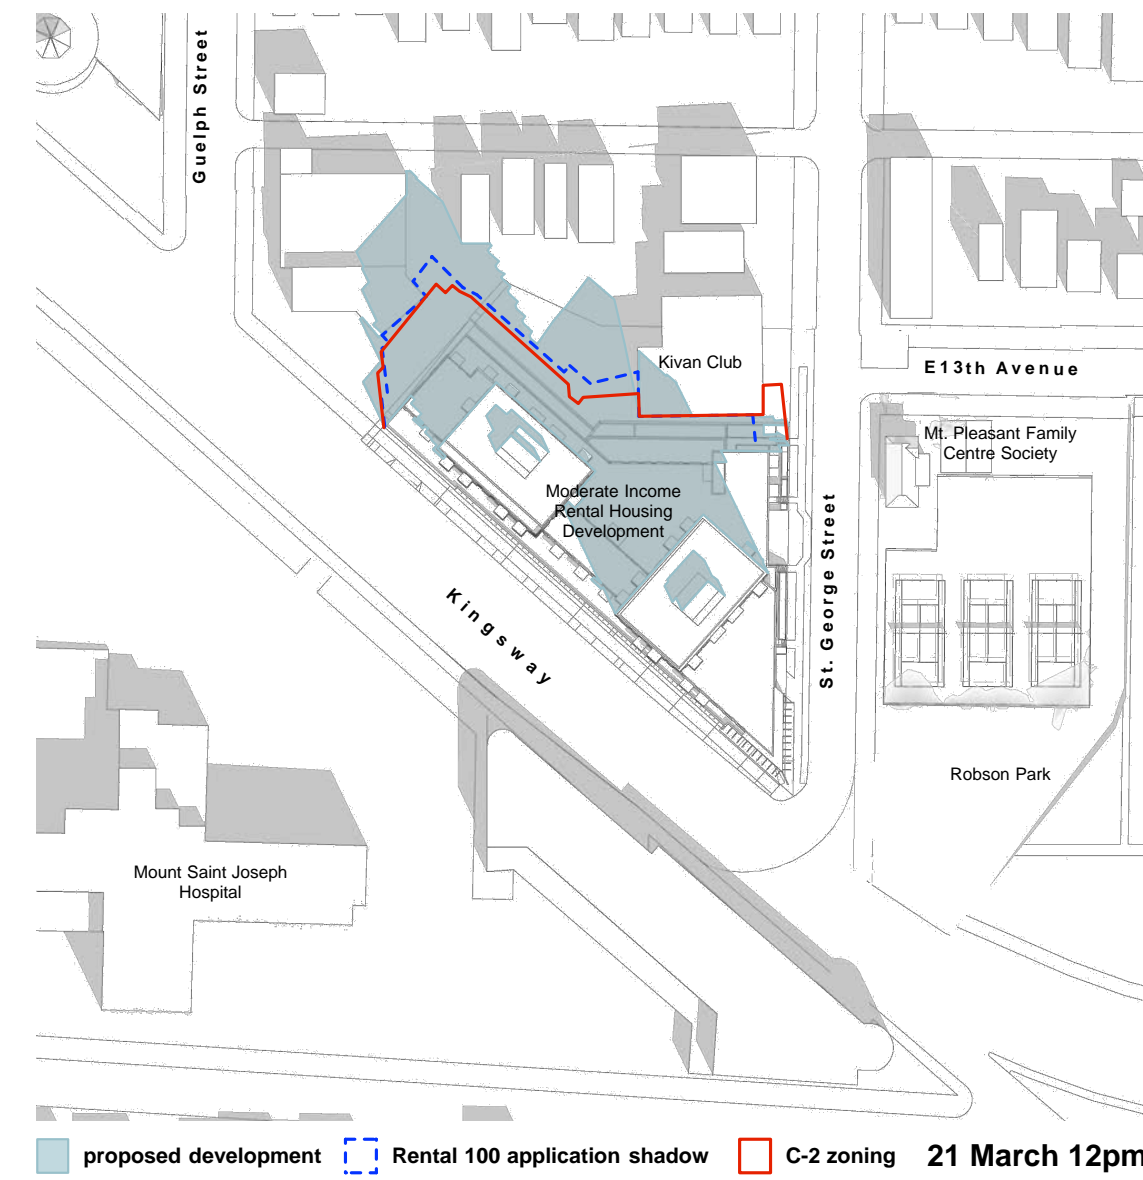 Guelph Street
Kivan Club
E13th Avenue
Mt. Pleasant Family
Centre Society
Moderate Income
Rental Housing
Development
St. George Street
Kingsway
Robson Park
Mount Saint Joseph
Hospital
proposed development
Rental 100 application shadow
C-2 zoning
21 March 12pm